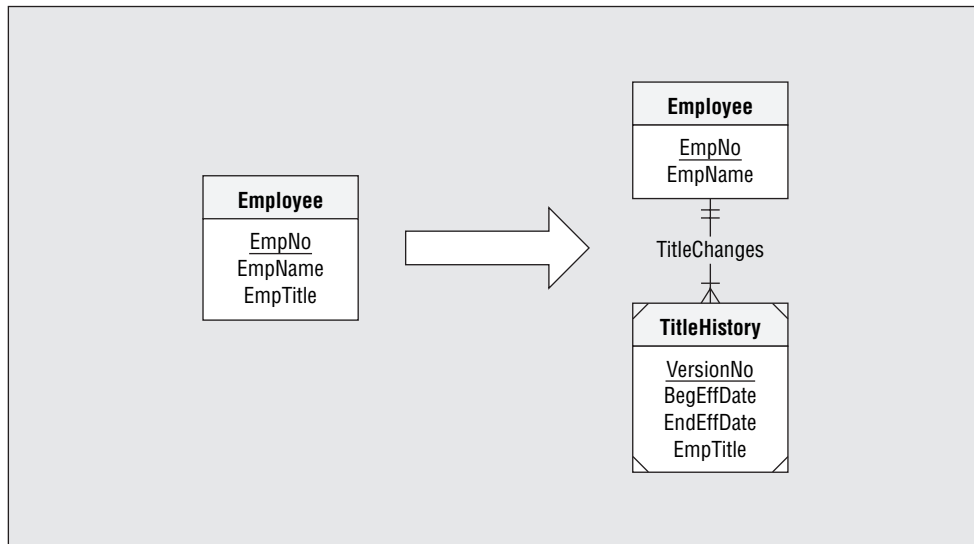 Employee
EmpNo
EmpName
EmpTitle
Employee
EmpNo
EmpName
TitleChanges
TitleHistory
VersionNo
BegEffDate
EndEffDate
EmpTitle